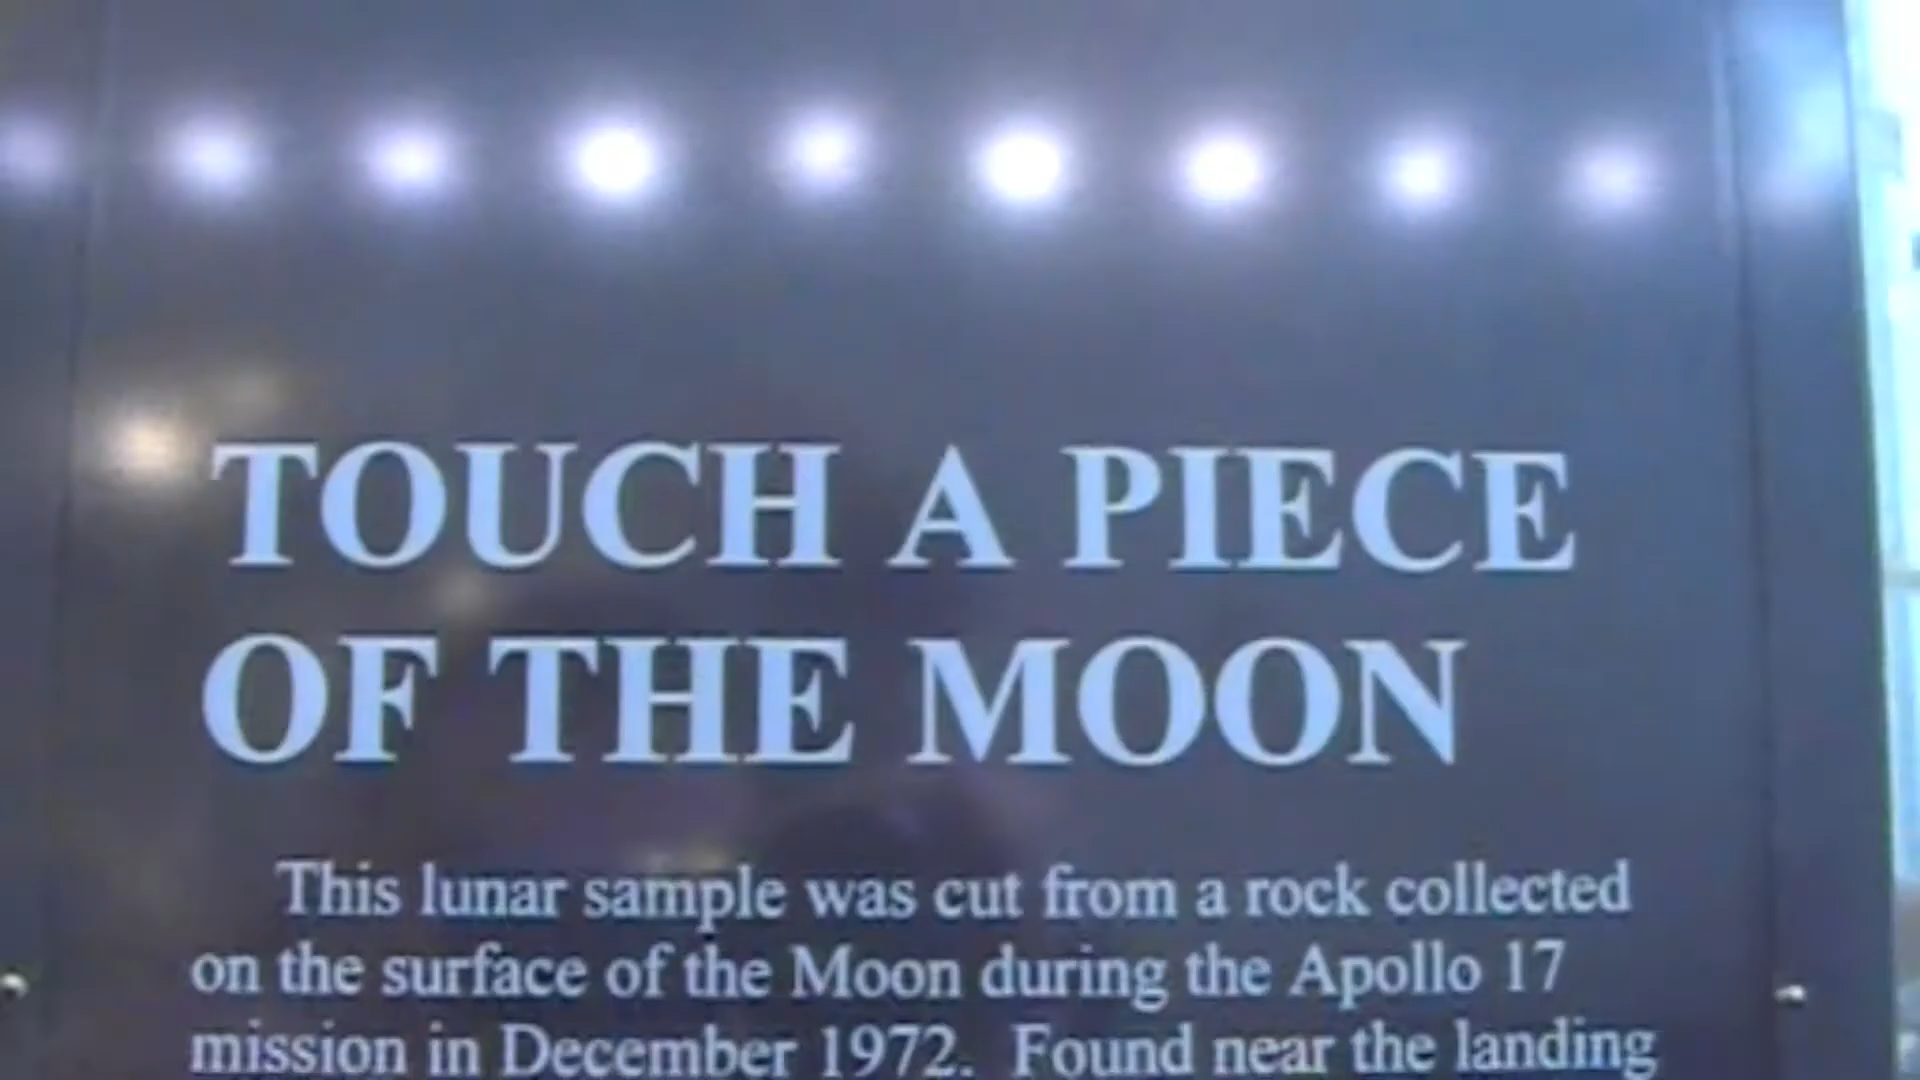 TOUCH A PIECE
OF THE MOON
This lunar sample was cut from a rock collected
on the surface of the Moon during the Apollo 17
mission in December 1972. Found near the landing